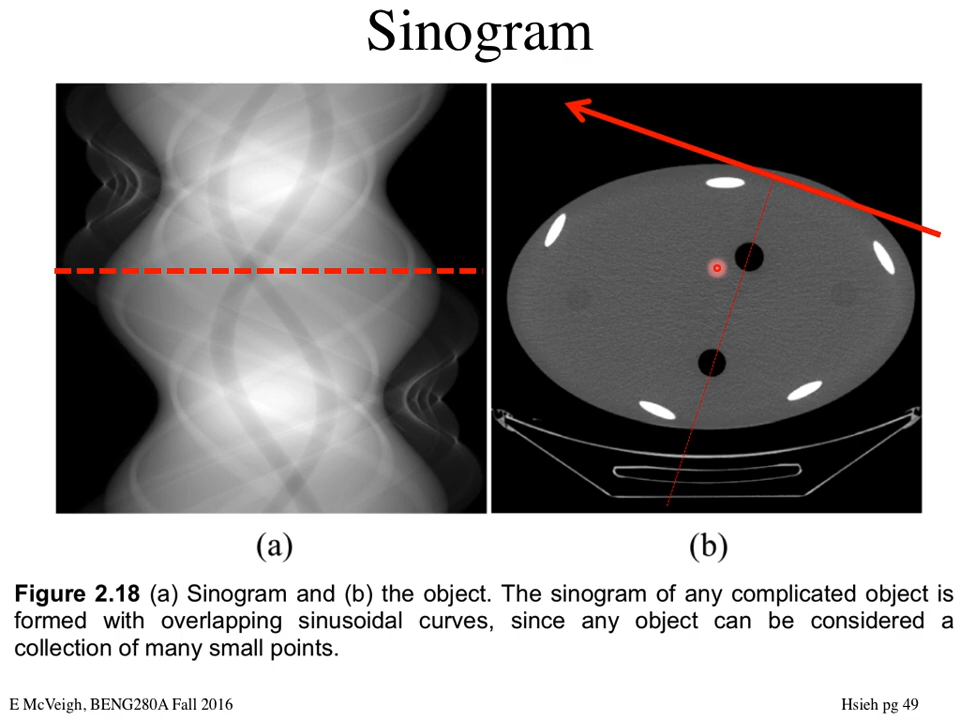 Sinogram
(a)
(b)
Figure 2.18 (a) Sinogram and (b) the object. The sinogram of any complicated object is
formed with overlapping sinusoidal curves, since any object can be considered a
collection of many small points.
E McVeigh, BENG280A Fall 2016
Hsieh pg 49